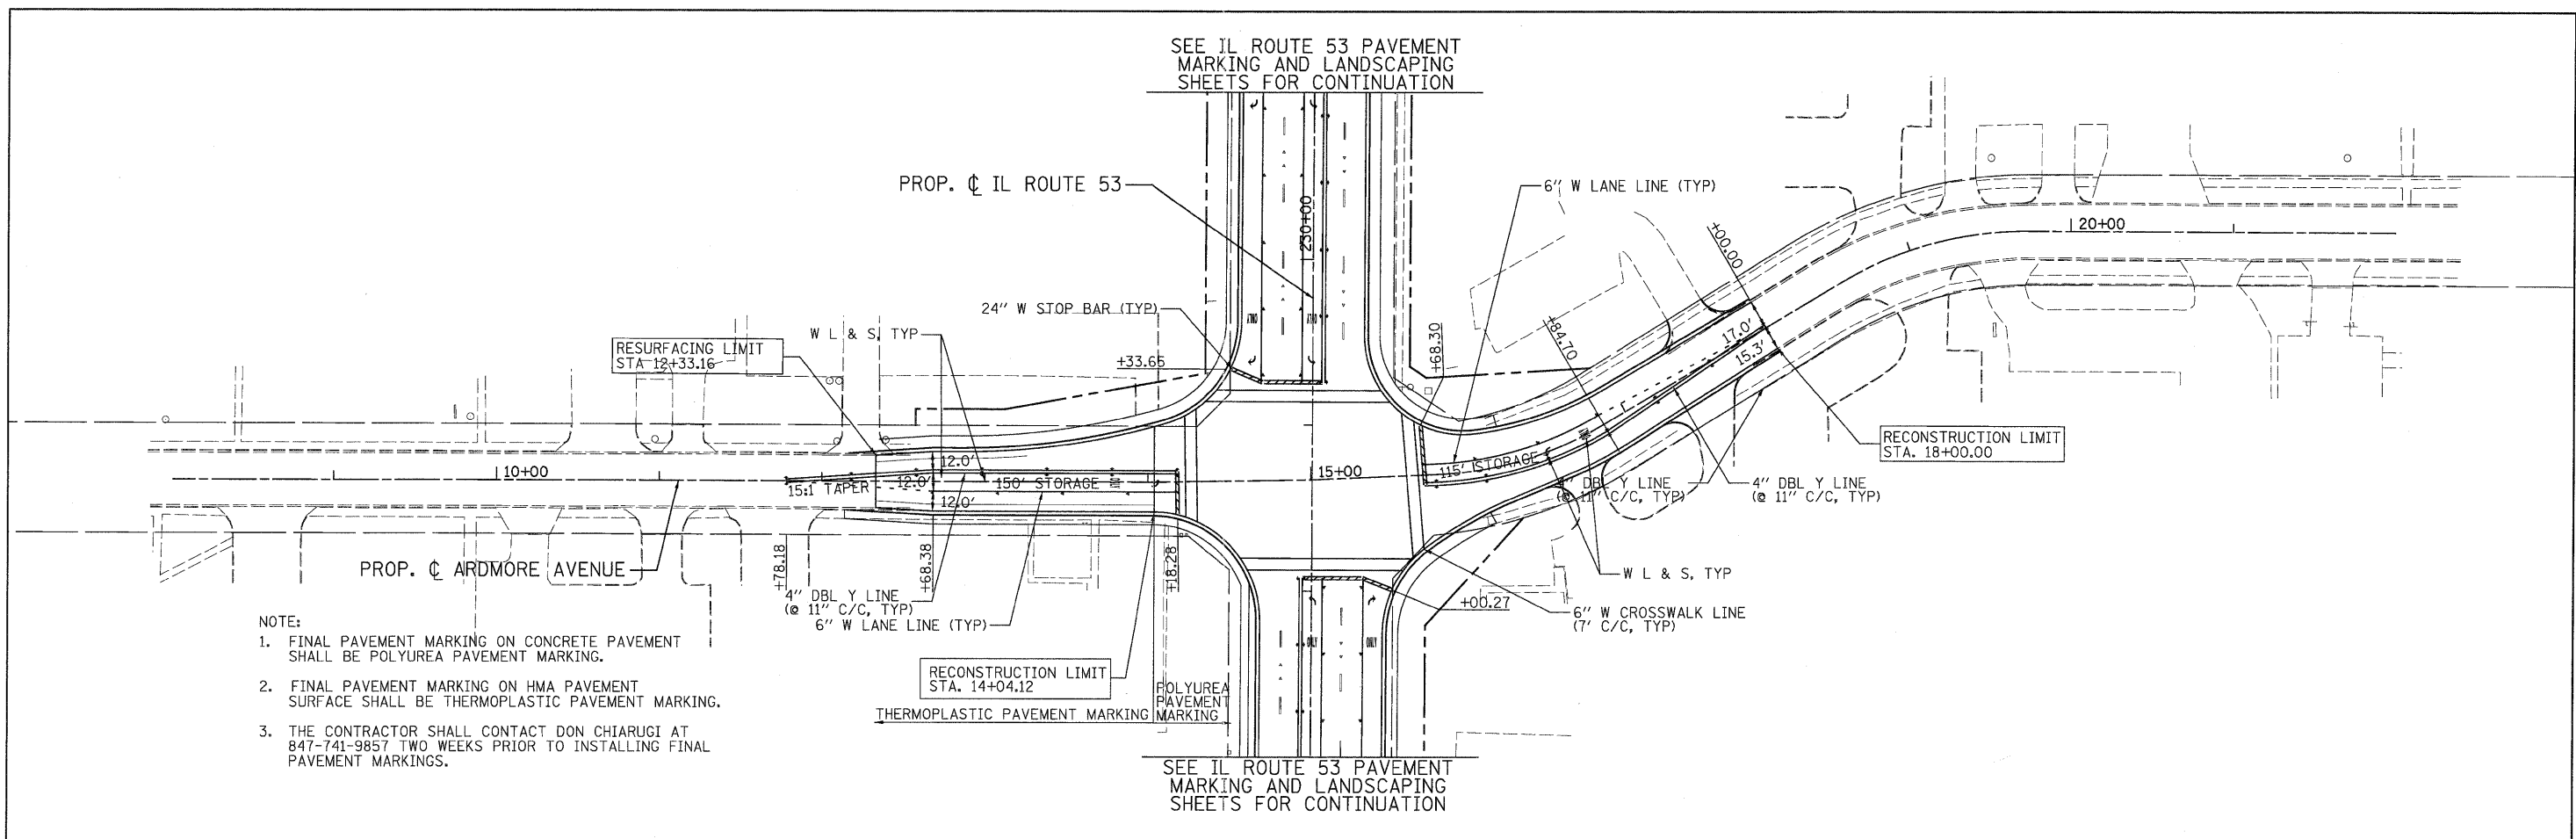 SEE IL ROUTE 53 PAVEMENT
MARKING AND LANDSCAPING
SHEETS FOR CONTINUATION
PROP. ℄ IL ROUTE 53
230+00
6" W LANE LINE (TYP)
+00.00
20+00
24" W STOP BAR (TYP)
W L & S, TYP
RESURFACING LIMIT
STA 12+33.16
+33.65
+68.30
+84.70
17.0'
15.3'
ONLY
ONLY
RECONSTRUCTION LIMIT
STA. 18+00.00
10+00
12.0'
12.0'
12.0'
15:1 TAPER
150' STORAGE
15+00
115' STORAGE
4" DBL Y LINE
(@ 11" C/C, TYP)
4" DBL Y LINE
(@ 11" C/C, TYP)
PROP. ℄ ARDMORE AVENUE
+78.18
+68.38
+18.28
4" DBL Y LINE
(@ 11" C/C, TYP)
6" W LANE LINE (TYP)
W L & S, TYP
+00.27
6" W CROSSWALK LINE
(7' C/C, TYP)
ONLY
ONLY
NOTE:
1. FINAL PAVEMENT MARKING ON CONCRETE PAVEMENT
SHALL BE POLYUREA PAVEMENT MARKING.
2. FINAL PAVEMENT MARKING ON HMA PAVEMENT
SURFACE SHALL BE THERMOPLASTIC PAVEMENT MARKING.
3. THE CONTRACTOR SHALL CONTACT DON CHIARUGI AT
847-741-9857 TWO WEEKS PRIOR TO INSTALLING FINAL
PAVEMENT MARKINGS.
RECONSTRUCTION LIMIT
STA. 14+04.12
THERMOPLASTIC PAVEMENT MARKING
POLYUREA
PAVEMENT
MARKING
SEE IL ROUTE 53 PAVEMENT
MARKING AND LANDSCAPING
SHEETS FOR CONTINUATION